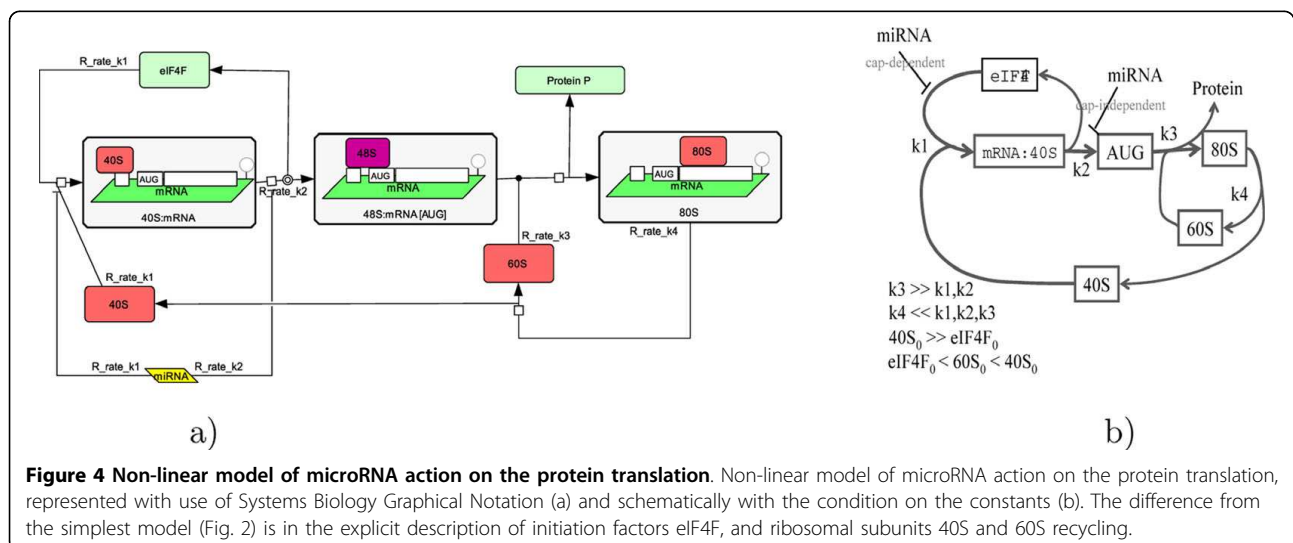 R_rate_k1
eIF4F
Protein P
40S
AUG
mRNA
40S:mRNA
R_rate_k2
48S
AUG
mRNA
48S:mRNA [AUG]
80S
AUG
mRNA
80S
R_rate_k3
R_rate_k4
60S
R_rate_k1
40S
R_rate_k1
miRNA
R_rate_k2
a)
miRNA
cap-dependent
miRNA
cap-independent
Protein
k1
mRNA:40S
k2
AUG
k3
80S
k4
60S
40S
k3 >> k1,k2
k4 << k1,k2,k3
40S₀ >> eIF4F₀
eIF4F₀ < 60S₀ < 40S₀
b)
Figure 4 Non-linear model of microRNA action on the protein translation. Non-linear model of microRNA action on the protein translation,
represented with use of Systems Biology Graphical Notation (a) and schematically with the condition on the constants (b). The difference from
the simplest model (Fig. 2) is in the explicit description of initiation factors eIF4F, and ribosomal subunits 40S and 60S recycling.